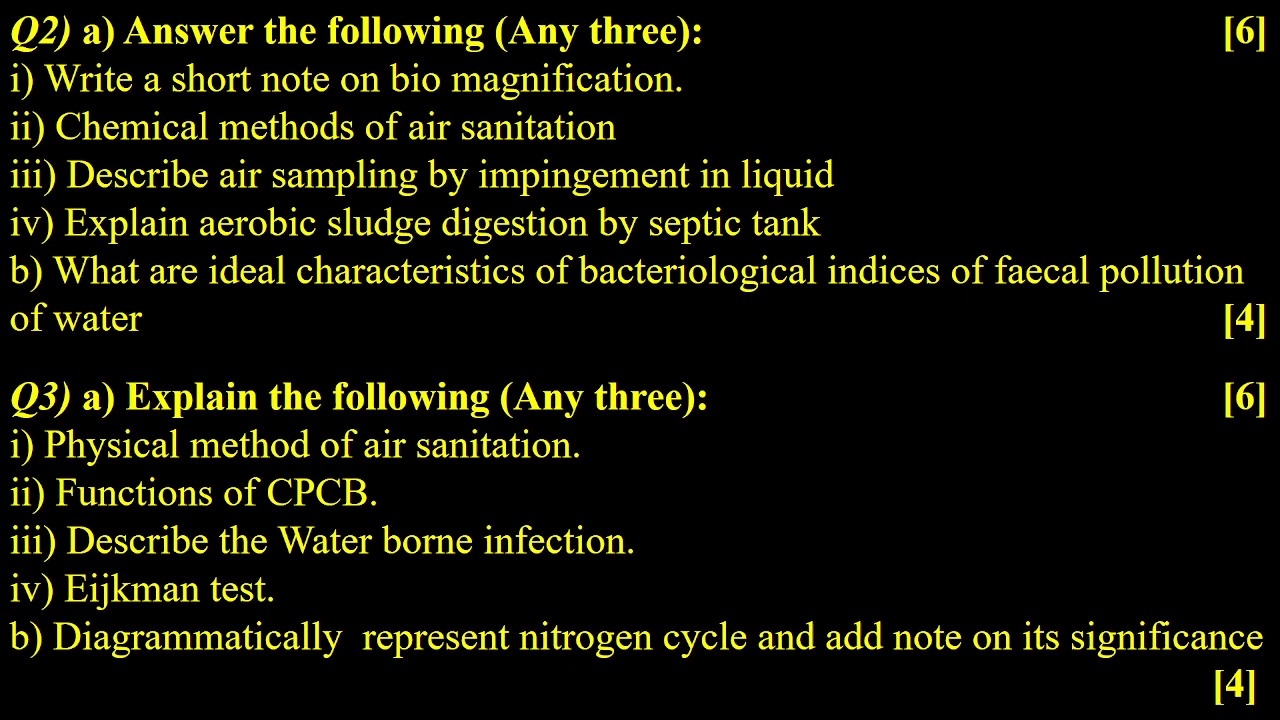 Q2) a) Answer the following (Any three): [6]
i) Write a short note on bio magnification.
ii) Chemical methods of air sanitation
iii) Describe air sampling by impingement in liquid
iv) Explain aerobic sludge digestion by septic tank
b) What are ideal characteristics of bacteriological indices of faecal pollution
of water [4]
Q3) a) Explain the following (Any three): [6]
i) Physical method of air sanitation.
ii) Functions of CPCB.
iii) Describe the Water borne infection.
iv) Eijkman test.
b) Diagrammatically represent nitrogen cycle and add note on its significance
[4]